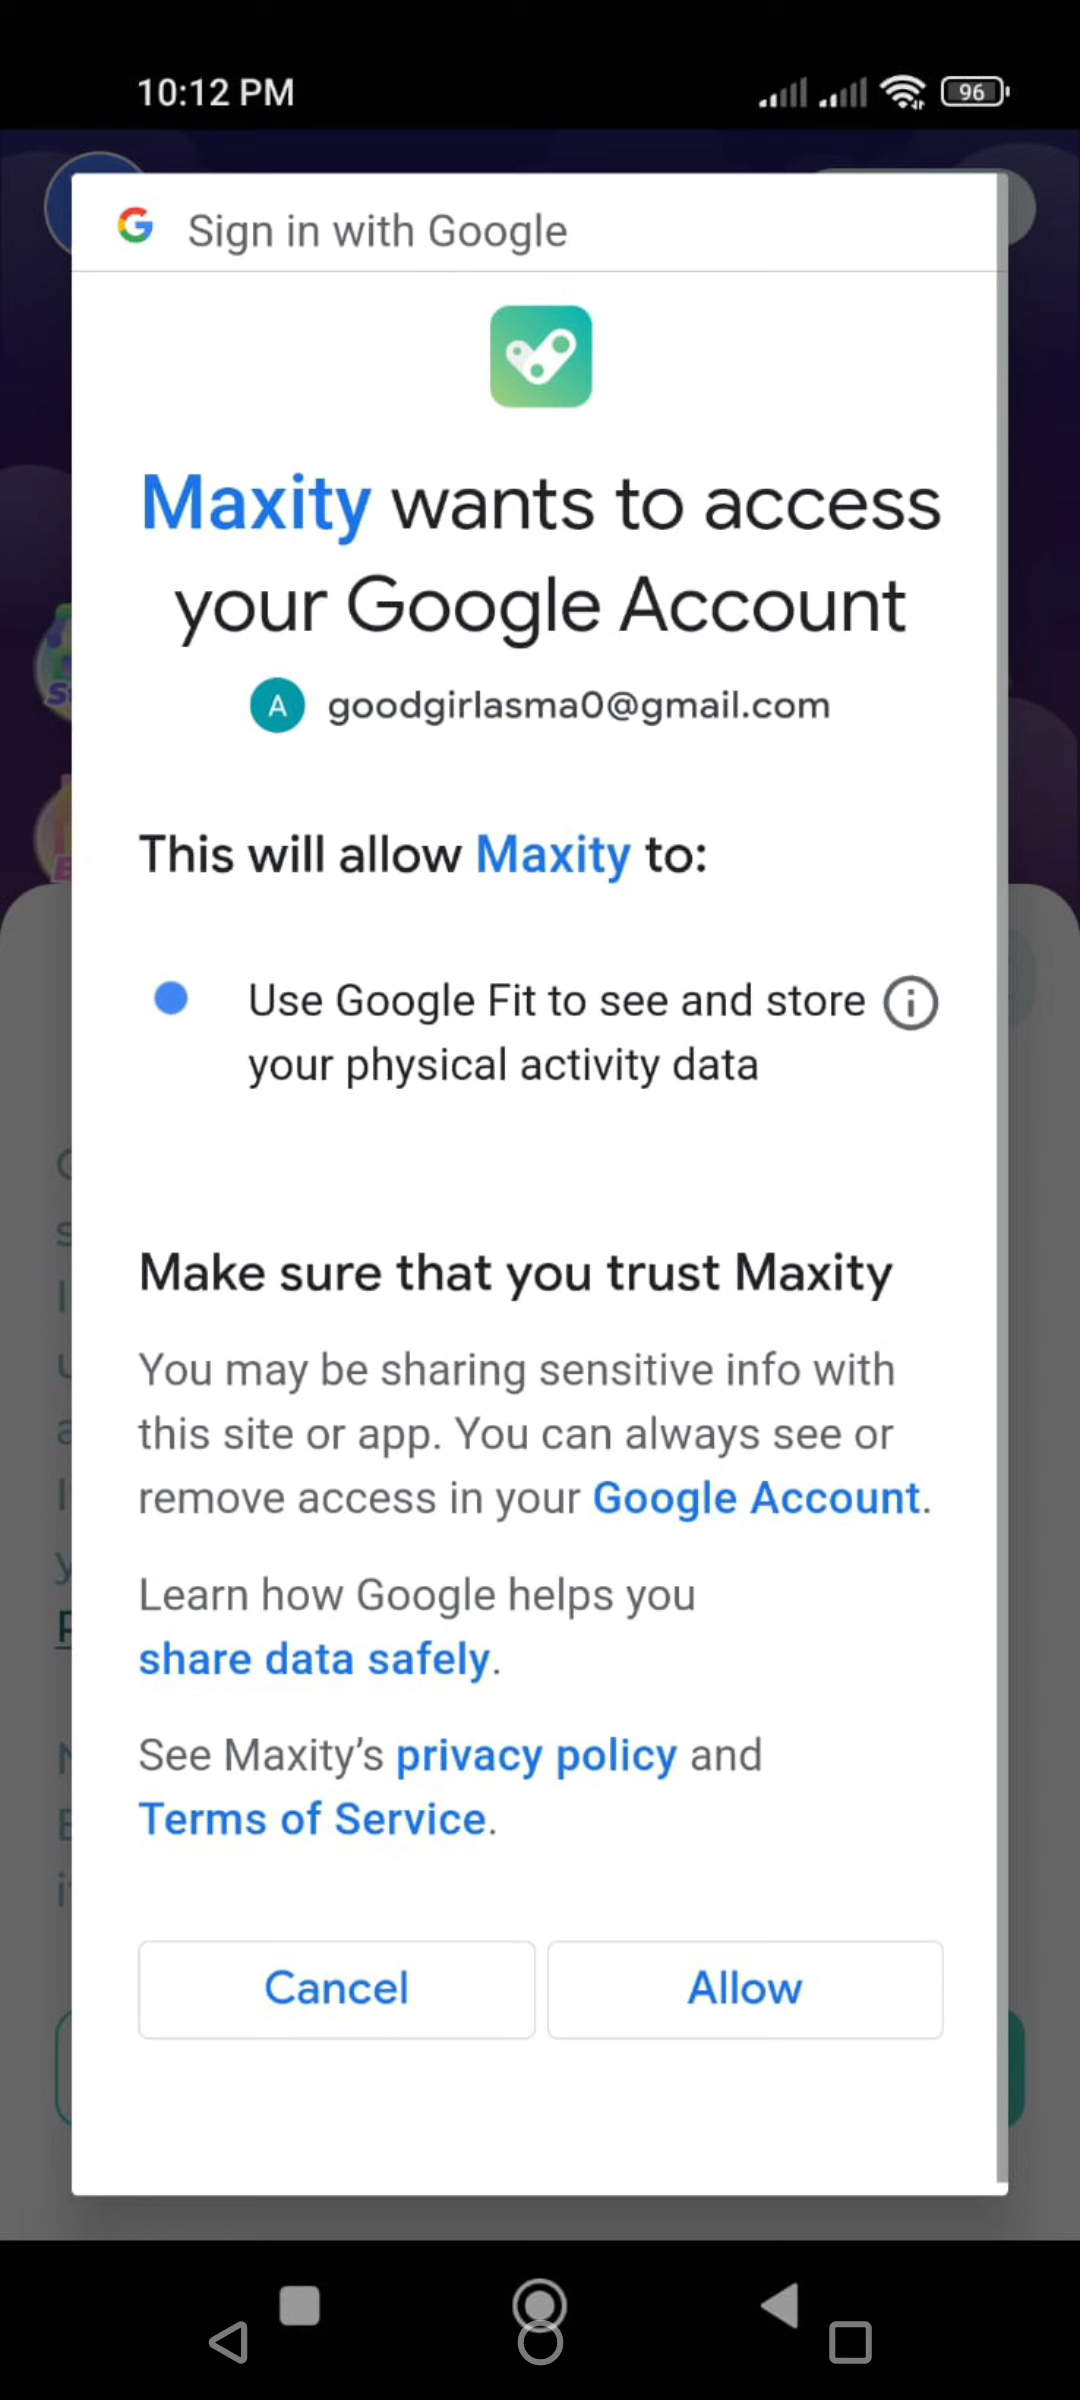 10:12 PM
96
Sign in with Google
Maxity wants to access
your Google Account
A goodgirlasma0@gmail.com
This will allow Maxity to:
Use Google Fit to see and store
your physical activity data
Make sure that you trust Maxity
You may be sharing sensitive info with
this site or app. You can always see or
remove access in your Google Account.
Learn how Google helps you
share data safely.
See Maxity’s privacy policy and
Terms of Service.
Cancel
Allow